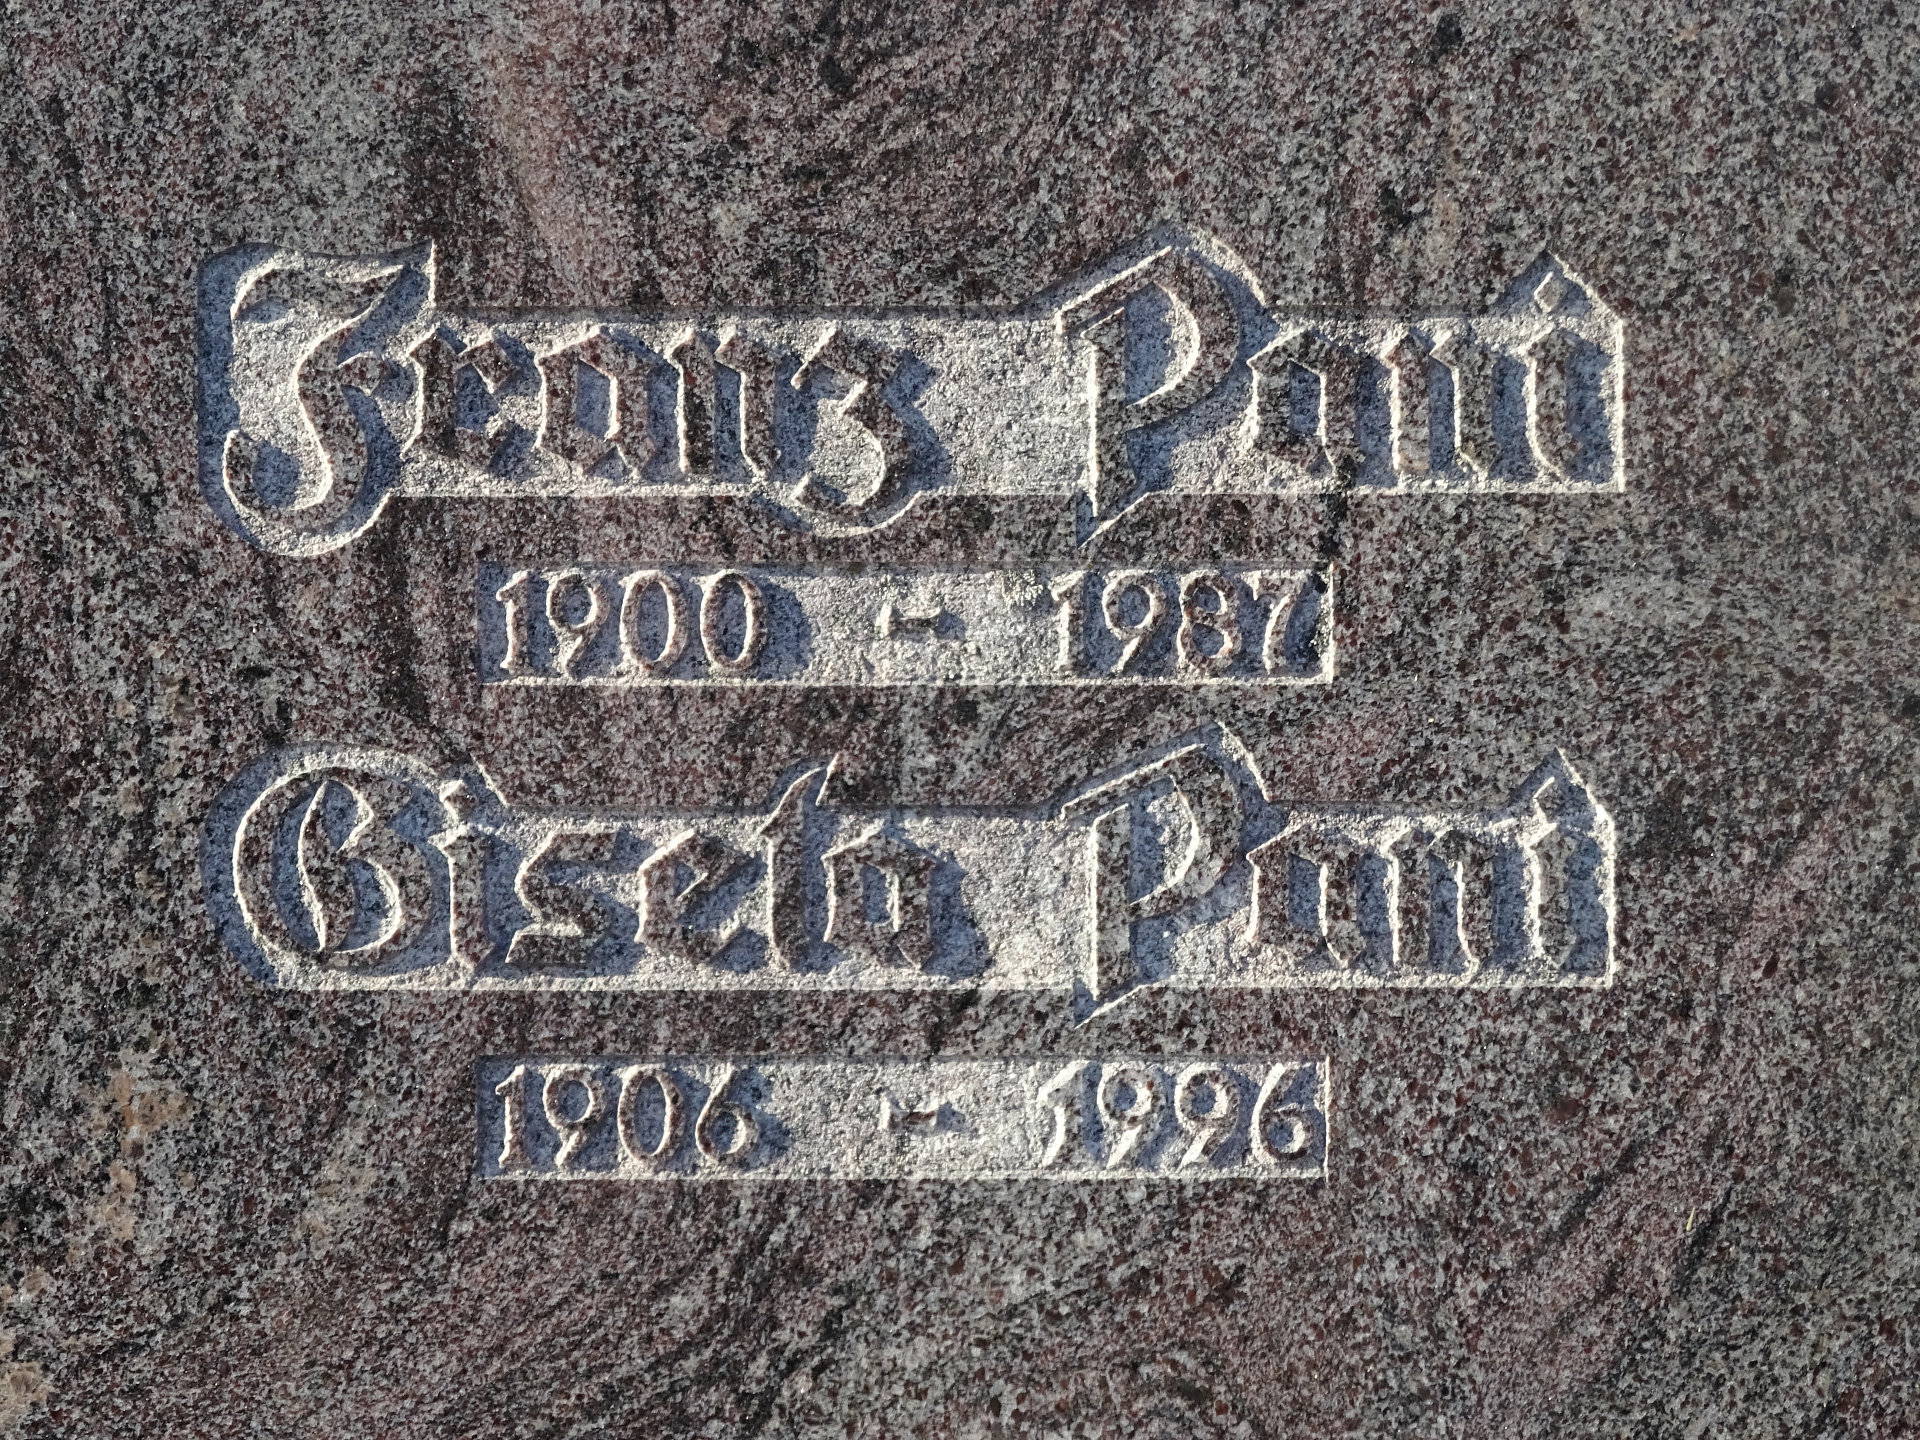 Franz Pani
1900 - 1987
Gisela Pani
1906 - 1996